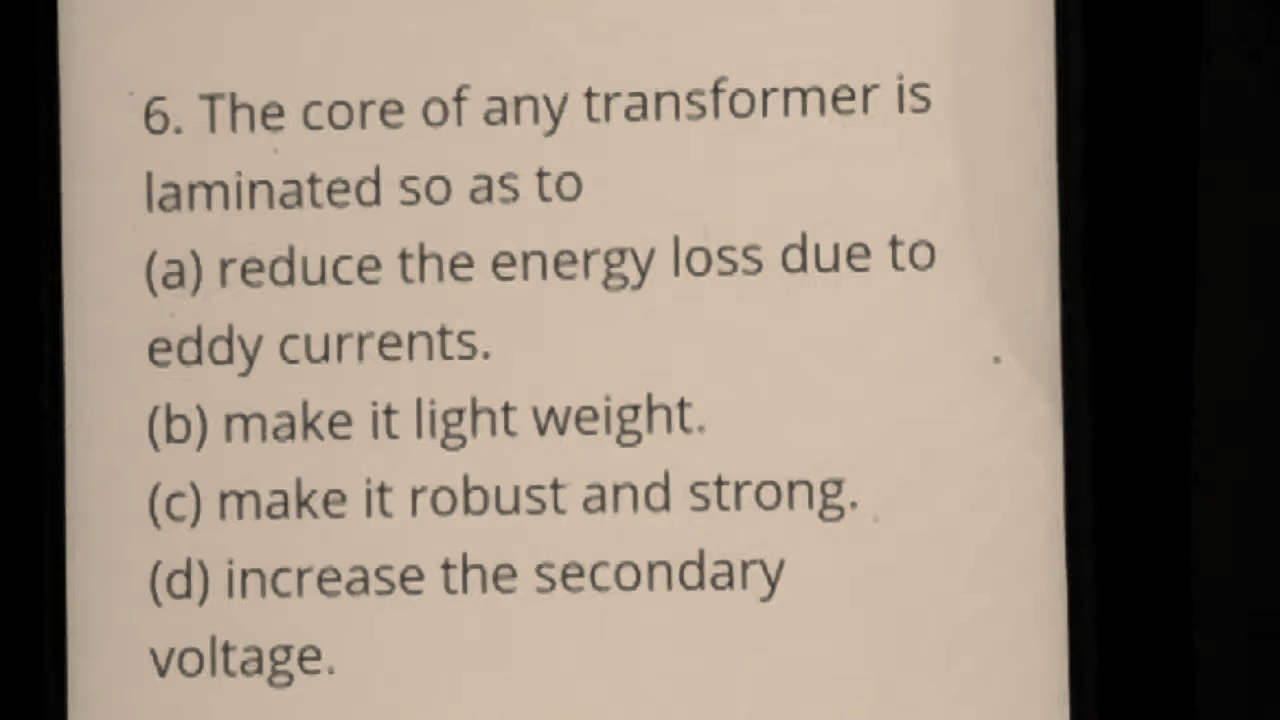 6. The core of any transformer is
laminated so as to
(a) reduce the energy loss due to
eddy currents.
(b) make it light weight.
(c) make it robust and strong.
(d) increase the secondary
voltage.